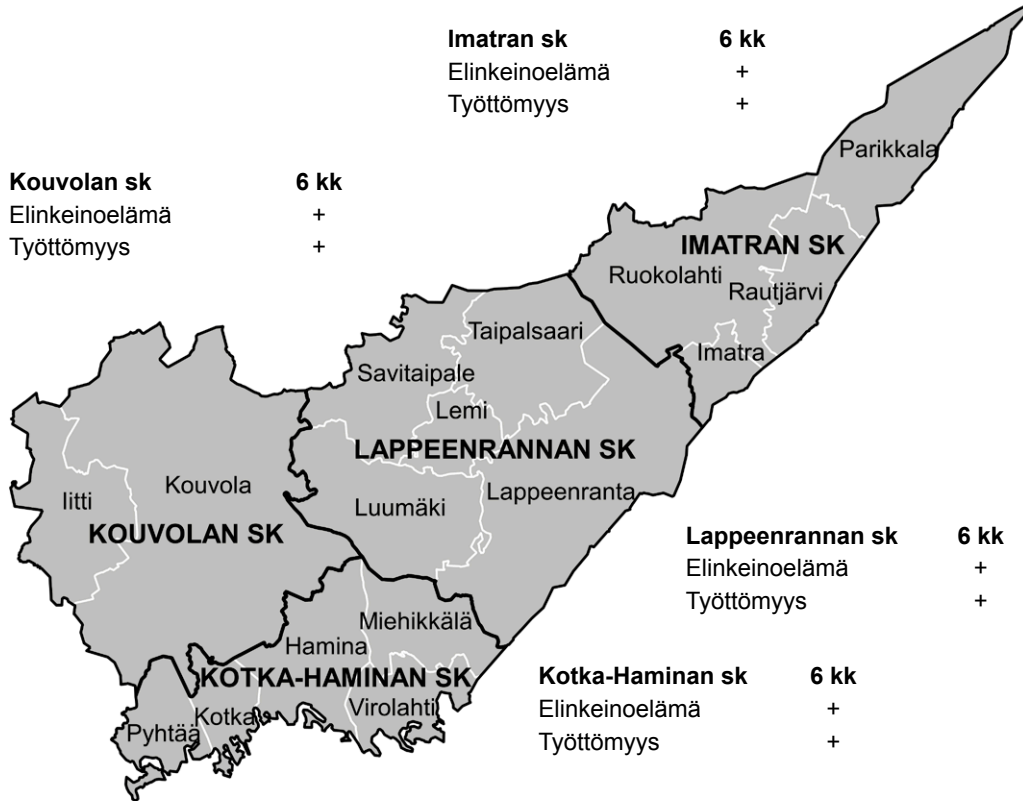 Imatran sk 6 kk
Elinkeinoelämä +
Työttömyys +
Parikkala
Kouvolan sk 6 kk
Elinkeinoelämä +
Työttömyys +
IMATRAN SK
Ruokolahti
Rautjärvi
Imatra
Taipalsaari
Savitaipale
Lemi
LAPPEENRANNAN SK
Luumäki
Lappeenranta
Iitti
Kouvola
KOUVOLAN SK
Lappeenrannan sk 6 kk
Elinkeinoelämä +
Työttömyys +
Miehikkälä
Hamina
KOTKA-HAMINAN SK
Virolahti
Kotka
Pyhtää
Kotka-Haminan sk 6 kk
Elinkeinoelämä +
Työttömyys +